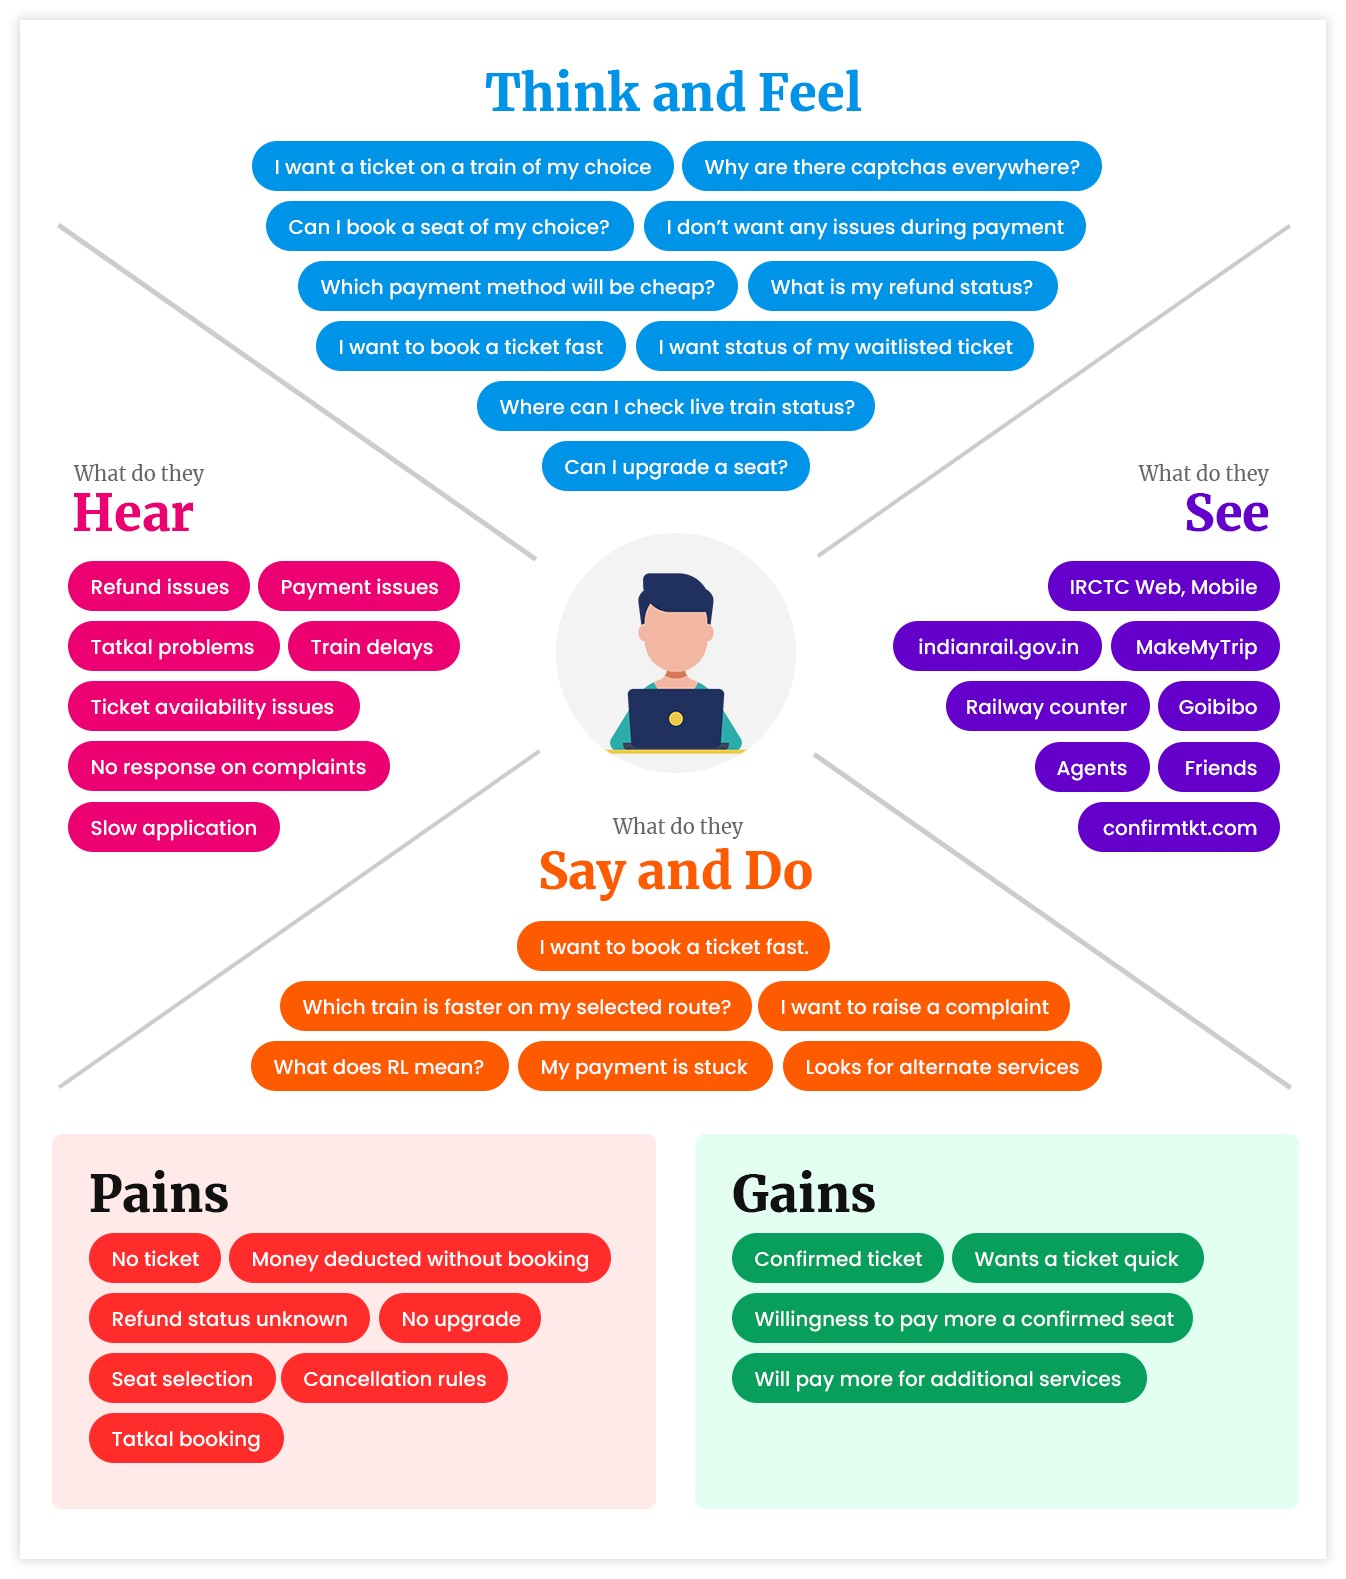 Think and Feel
I want a ticket on a train of my choice
Why are there captchas everywhere?
Can I book a seat of my choice?
I don’t want any issues during payment
Which payment method will be cheap?
What is my refund status?
I want to book a ticket fast
I want status of my waitlisted ticket
Where can I check live train status?
Can I upgrade a seat?
What do they
Hear
Refund issues
Payment issues
Tatkal problems
Train delays
Ticket availability issues
No response on complaints
Slow application
What do they
See
IRCTC Web, Mobile
indianrail.gov.in
MakeMyTrip
Railway counter
Goibibo
Agents
Friends
confirmtkt.com
What do they
Say and Do
I want to book a ticket fast.
Which train is faster on my selected route?
I want to raise a complaint
What does RL mean?
My payment is stuck
Looks for alternate services
Pains
No ticket
Money deducted without booking
Refund status unknown
No upgrade
Seat selection
Cancellation rules
Tatkal booking
Gains
Confirmed ticket
Wants a ticket quick
Willingness to pay more a confirmed seat
Will pay more for additional services